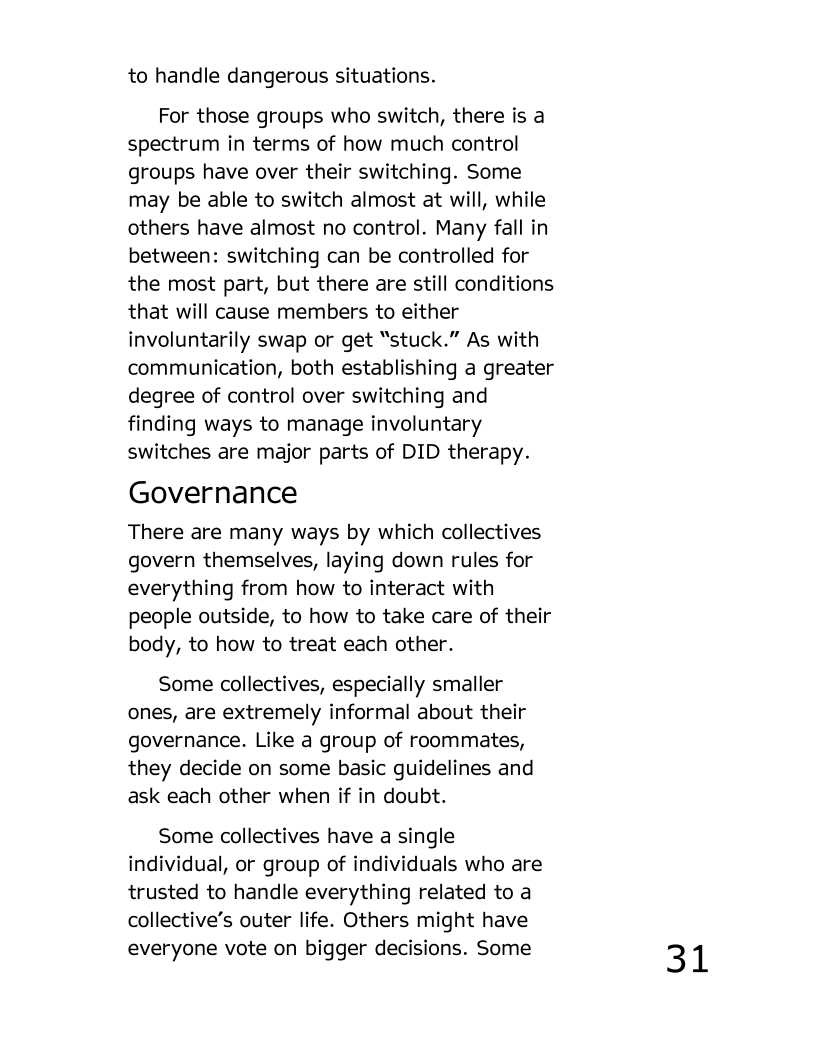 to handle dangerous situations.
For those groups who switch, there is a
spectrum in terms of how much control
groups have over their switching. Some
may be able to switch almost at will, while
others have almost no control. Many fall in
between: switching can be controlled for
the most part, but there are still conditions
that will cause members to either
involuntarily swap or get “stuck.” As with
communication, both establishing a greater
degree of control over switching and
finding ways to manage involuntary
switches are major parts of DID therapy.
Governance
There are many ways by which collectives
govern themselves, laying down rules for
everything from how to interact with
people outside, to how to take care of their
body, to how to treat each other.
Some collectives, especially smaller
ones, are extremely informal about their
governance. Like a group of roommates,
they decide on some basic guidelines and
ask each other when if in doubt.
Some collectives have a single
individual, or group of individuals who are
trusted to handle everything related to a
collective’s outer life. Others might have
everyone vote on bigger decisions. Some
31